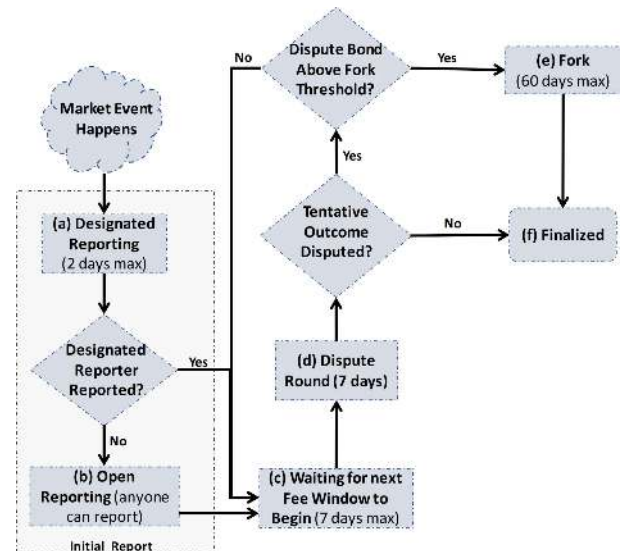 Market Event
Happens
(a) Designated
Reporting
(2 days max)
Designated
Reporter
Reported?
Yes
No
(b) Open
Reporting (anyone
can report)
Initial Report
No
Dispute Bond
Above Fork
Threshold?
Yes
(e) Fork
(60 days max)
Yes
Tentative
Outcome
Disputed?
No
(f) Finalized
(d) Dispute
Round (7 days)
(c) Waiting for next
Fee Window to
Begin (7 days max)